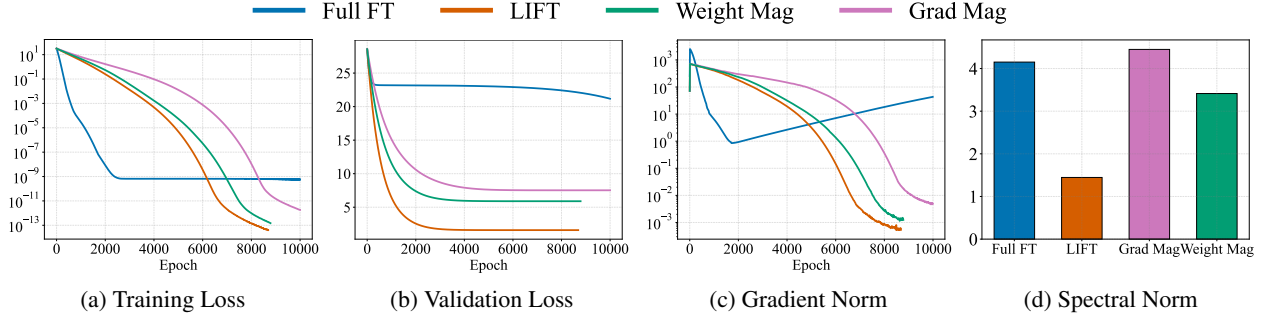 Full FT LIFT Weight Mag Grad Mag
10^1
10^-1
10^-3
10^-5
10^-7
10^-9
10^-11
10^-13
0 2000 4000 6000 8000 10000
Epoch
(a) Training Loss
25
20
15
10
5
0 2000 4000 6000 8000 10000
Epoch
(b) Validation Loss
10^3
10^2
10^1
10^0
10^-1
10^-2
10^-3
0 2000 4000 6000 8000 10000
Epoch
(c) Gradient Norm
4
3
2
1
0
Full FT LIFT Grad Mag Weight Mag
(d) Spectral Norm